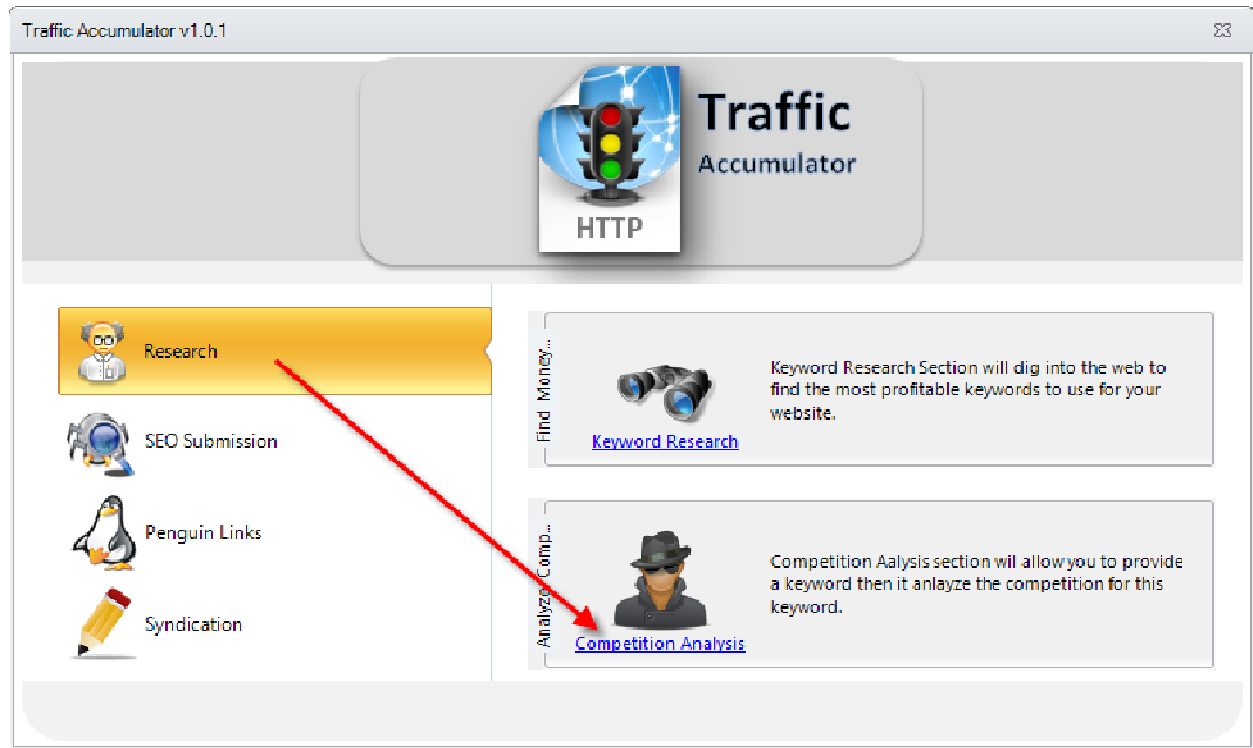 Traffic Accumulator v1.0.1
Traffic
Accumulator
HTTP
Research
SEO Submission
Penguin Links
Syndication
Find Money...
Keyword Research
Keyword Research Section will dig into the web to
find the most profitable keywords to use for your
website.
Analyze Comp...
Competition Analysis
Competition Aalysis section wil allow you to provide
a keyword then it anlayze the competition for this
keyword.